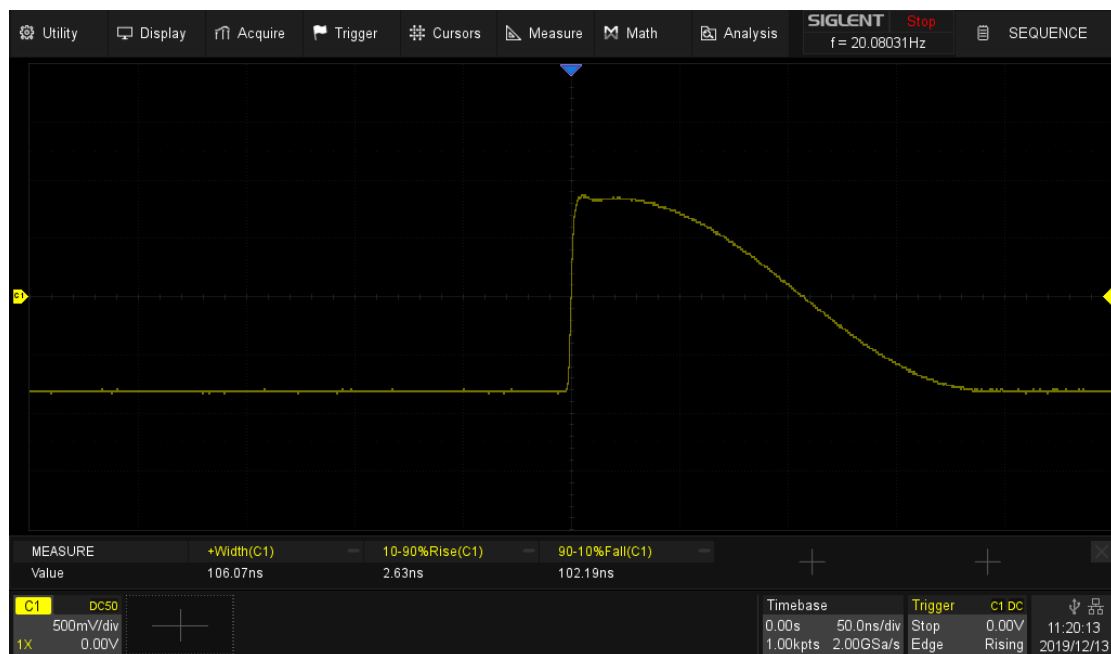 Utility Display Acquire Trigger Cursors Measure Math Analysis SIGLENT Stop SEQUENCE
f = 20.08031Hz
C1
MEASURE +Width(C1) 10-90%Rise(C1) 90-10%Fall(C1)
Value 106.07ns 2.63ns 102.19ns
C1 DC50 Timebase Trigger C1 DC
500mV/div 0.00s 50.0ns/div Stop 0.00V 11:20:13
1X 0.00V 1.00kpts 2.00GSa/s Edge Rising 2019/12/13